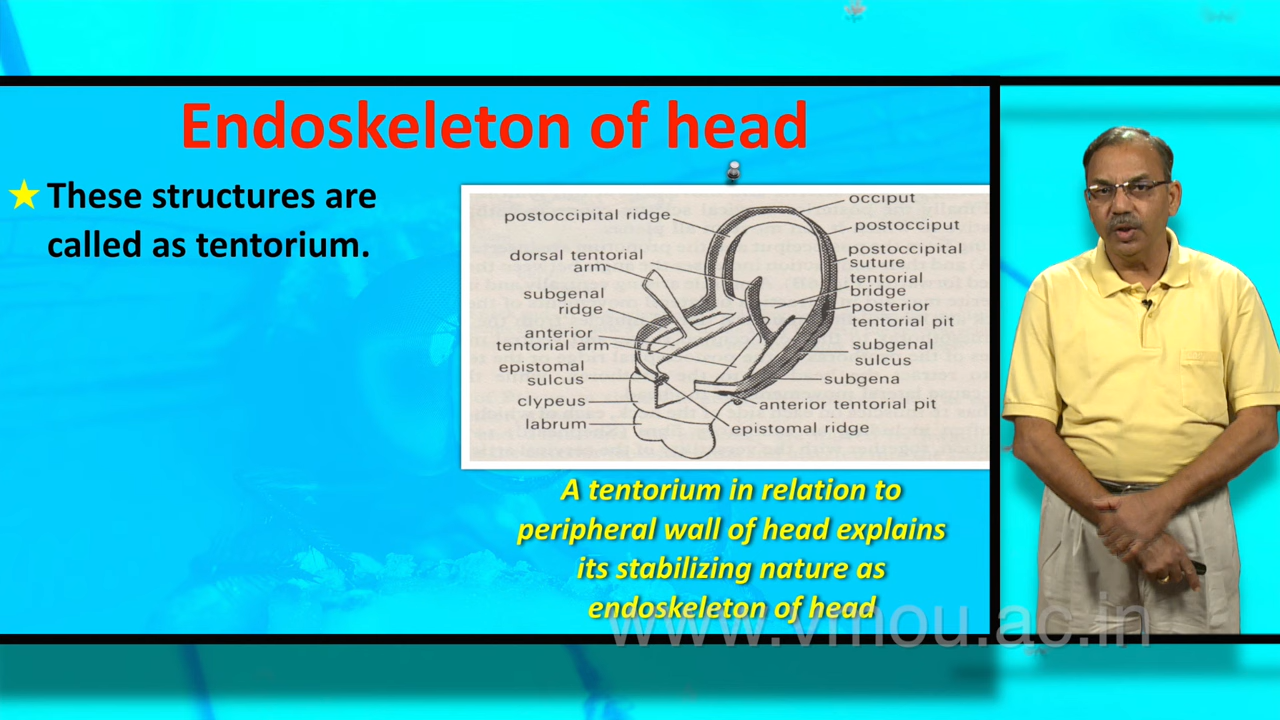 Endoskeleton of head
These structures are
called as tentorium.
postoccipital ridge
dorsal tentorial
arm
subgenal
ridge
anterior
tentorial arm
epistomal
sulcus
clypeus
labrum
occiput
postocciput
postoccipital
suture
tentorial
bridge
posterior
tentorial pit
subgenal
sulcus
subgena
anterior tentorial pit
epistomal ridge
A tentorium in relation to
peripheral wall of head explains
its stabilizing nature as
endoskeleton of head
www.vmou.ac.in